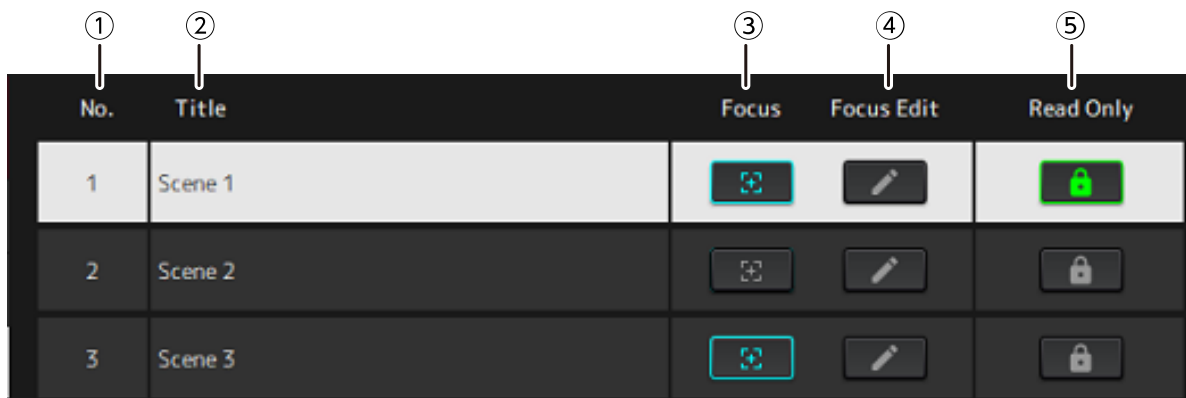 ① ② ③ ④ ⑤
No. Title Focus Focus Edit Read Only
1 Scene 1
2 Scene 2
3 Scene 3